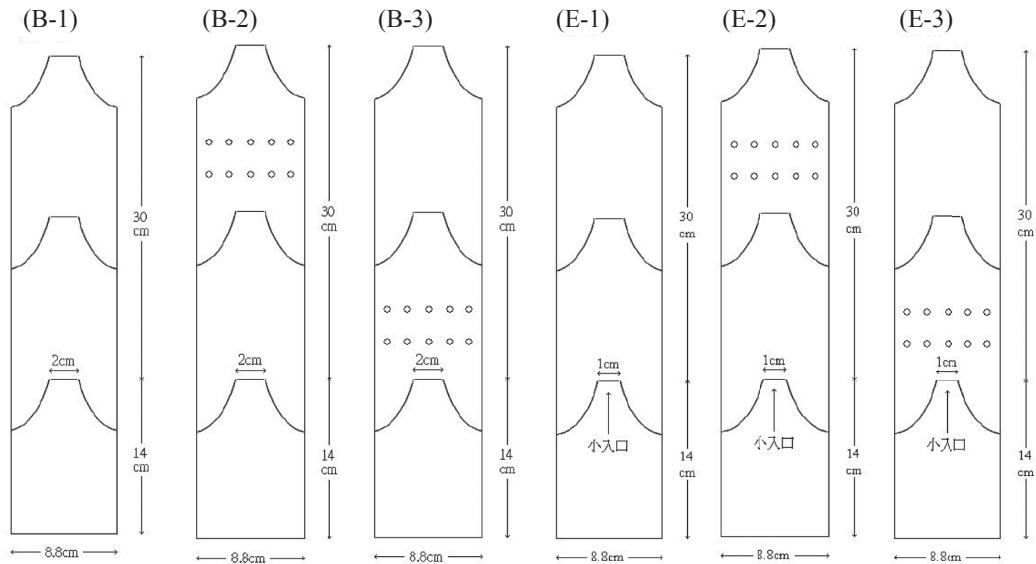 (B-1)
(B-2)
(B-3)
(E-1)
(E-2)
(E-3)
30
cm
30
cm
30
cm
30
cm
30
cm
30
cm
2cm
2cm
2cm
1cm
1cm
1cm
小入口
小入口
小入口
14
cm
14
cm
14
cm
14
cm
14
cm
14
cm
8.8cm
8.8cm
8.8cm
8.8cm
8.8cm
8.8cm